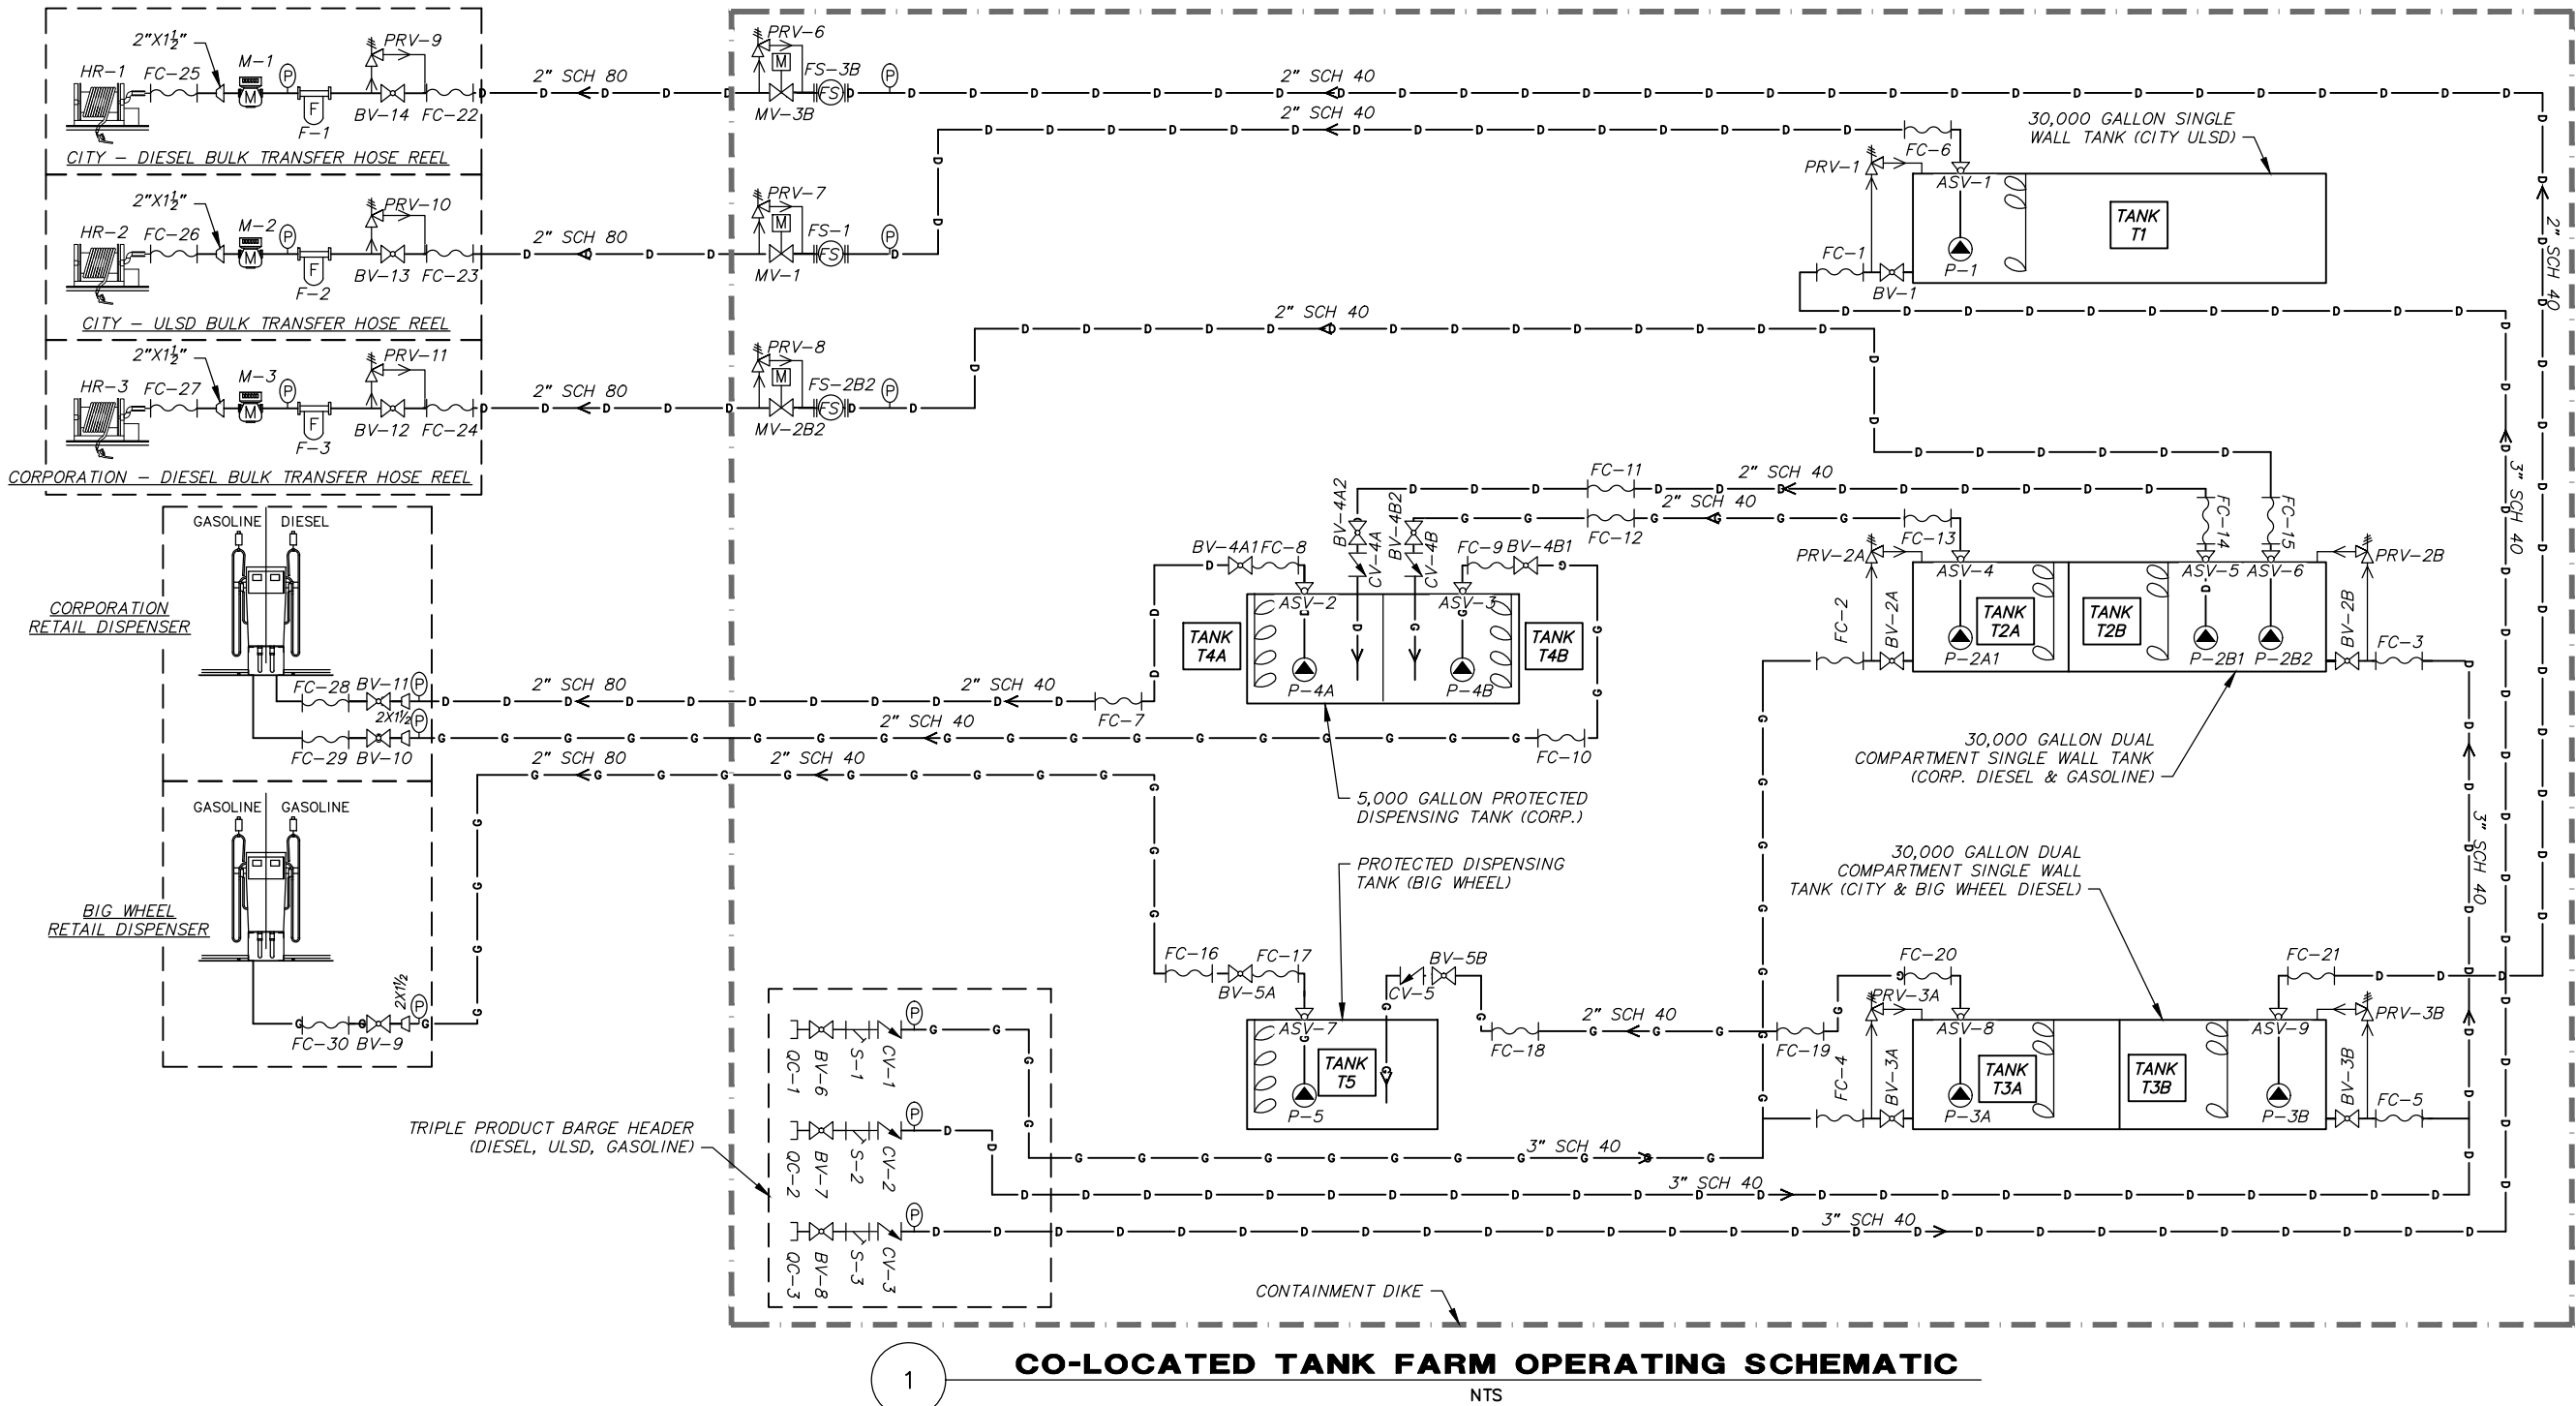 2"X1½"
PRV-9
HR-1
FC-25
M-1
P
M
F
F-1
BV-14
FC-22
CITY - DIESEL BULK TRANSFER HOSE REEL
2" SCH 80
D D D D D
PRV-6
M
FS-3B
P
FS
MV-3B
2" SCH 40
2"X1½"
PRV-10
HR-2
FC-26
M-2
P
M
F
F-2
BV-13
FC-23
CITY - ULSD BULK TRANSFER HOSE REEL
2" SCH 80
PRV-7
M
FS-1
P
FS
MV-1
2" SCH 40
2"X1½"
PRV-11
HR-3
FC-27
M-3
P
M
F
F-3
BV-12
FC-24
CORPORATION - DIESEL BULK TRANSFER HOSE REEL
2" SCH 80
PRV-8
M
FS-2B2
P
FS
MV-2B2
2" SCH 40
30,000 GALLON SINGLE
WALL TANK (CITY ULSD)
FC-6
PRV-1
ASV-1
TANK
T1
FC-1
P-1
BV-1
2" SCH 40
3" SCH 40
GASOLINE
DIESEL
CORPORATION
RETAIL DISPENSER
FC-28
BV-11
P
2X1½
P
FC-29
BV-10
2" SCH 80
2" SCH 40
FC-7
2" SCH 40
FC-10
2" SCH 80
2" SCH 40
BV-4A2
BV-4B2
FC-11
2" SCH 40
2" SCH 40
FC-12
FC-13
FC-14
FC-15
BV-4A1
FC-8
CV-4A
CV-4B
FC-9
BV-4B1
ASV-2
ASV-3
TANK
T4A
TANK
T4B
P-4A
P-4B
5,000 GALLON PROTECTED
DISPENSING TANK (CORP.)
PRV-2A
PRV-2B
ASV-4
ASV-5
ASV-6
FC-2
BV-2A
TANK
T2A
TANK
T2B
BV-2B
FC-3
P-2A1
P-2B1
P-2B2
30,000 GALLON DUAL
COMPARTMENT SINGLE WALL TANK
(CORP. DIESEL & GASOLINE)
GASOLINE
GASOLINE
BIG WHEEL
RETAIL DISPENSER
2X1½
P
FC-30
BV-9
PROTECTED DISPENSING
TANK (BIG WHEEL)
30,000 GALLON DUAL
COMPARTMENT SINGLE WALL
TANK (CITY & BIG WHEEL DIESEL)
3" SCH 40
FC-16
FC-17
BV-5A
BV-5B
CV-5
ASV-7
TANK
T5
P-5
2" SCH 40
FC-18
FC-19
FC-20
FC-21
PRV-3A
PRV-3B
ASV-8
ASV-9
FC-4
BV-3A
TANK
T3A
TANK
T3B
BV-3B
FC-5
P-3A
P-3B
TRIPLE PRODUCT BARGE HEADER
(DIESEL, ULSD, GASOLINE)
P
QC-1
BV-6
S-1
CV-1
3" SCH 40
P
QC-2
BV-7
S-2
CV-2
3" SCH 40
P
QC-3
BV-8
S-3
CV-3
3" SCH 40
CONTAINMENT DIKE
1
CO-LOCATED TANK FARM OPERATING SCHEMATIC
NTS